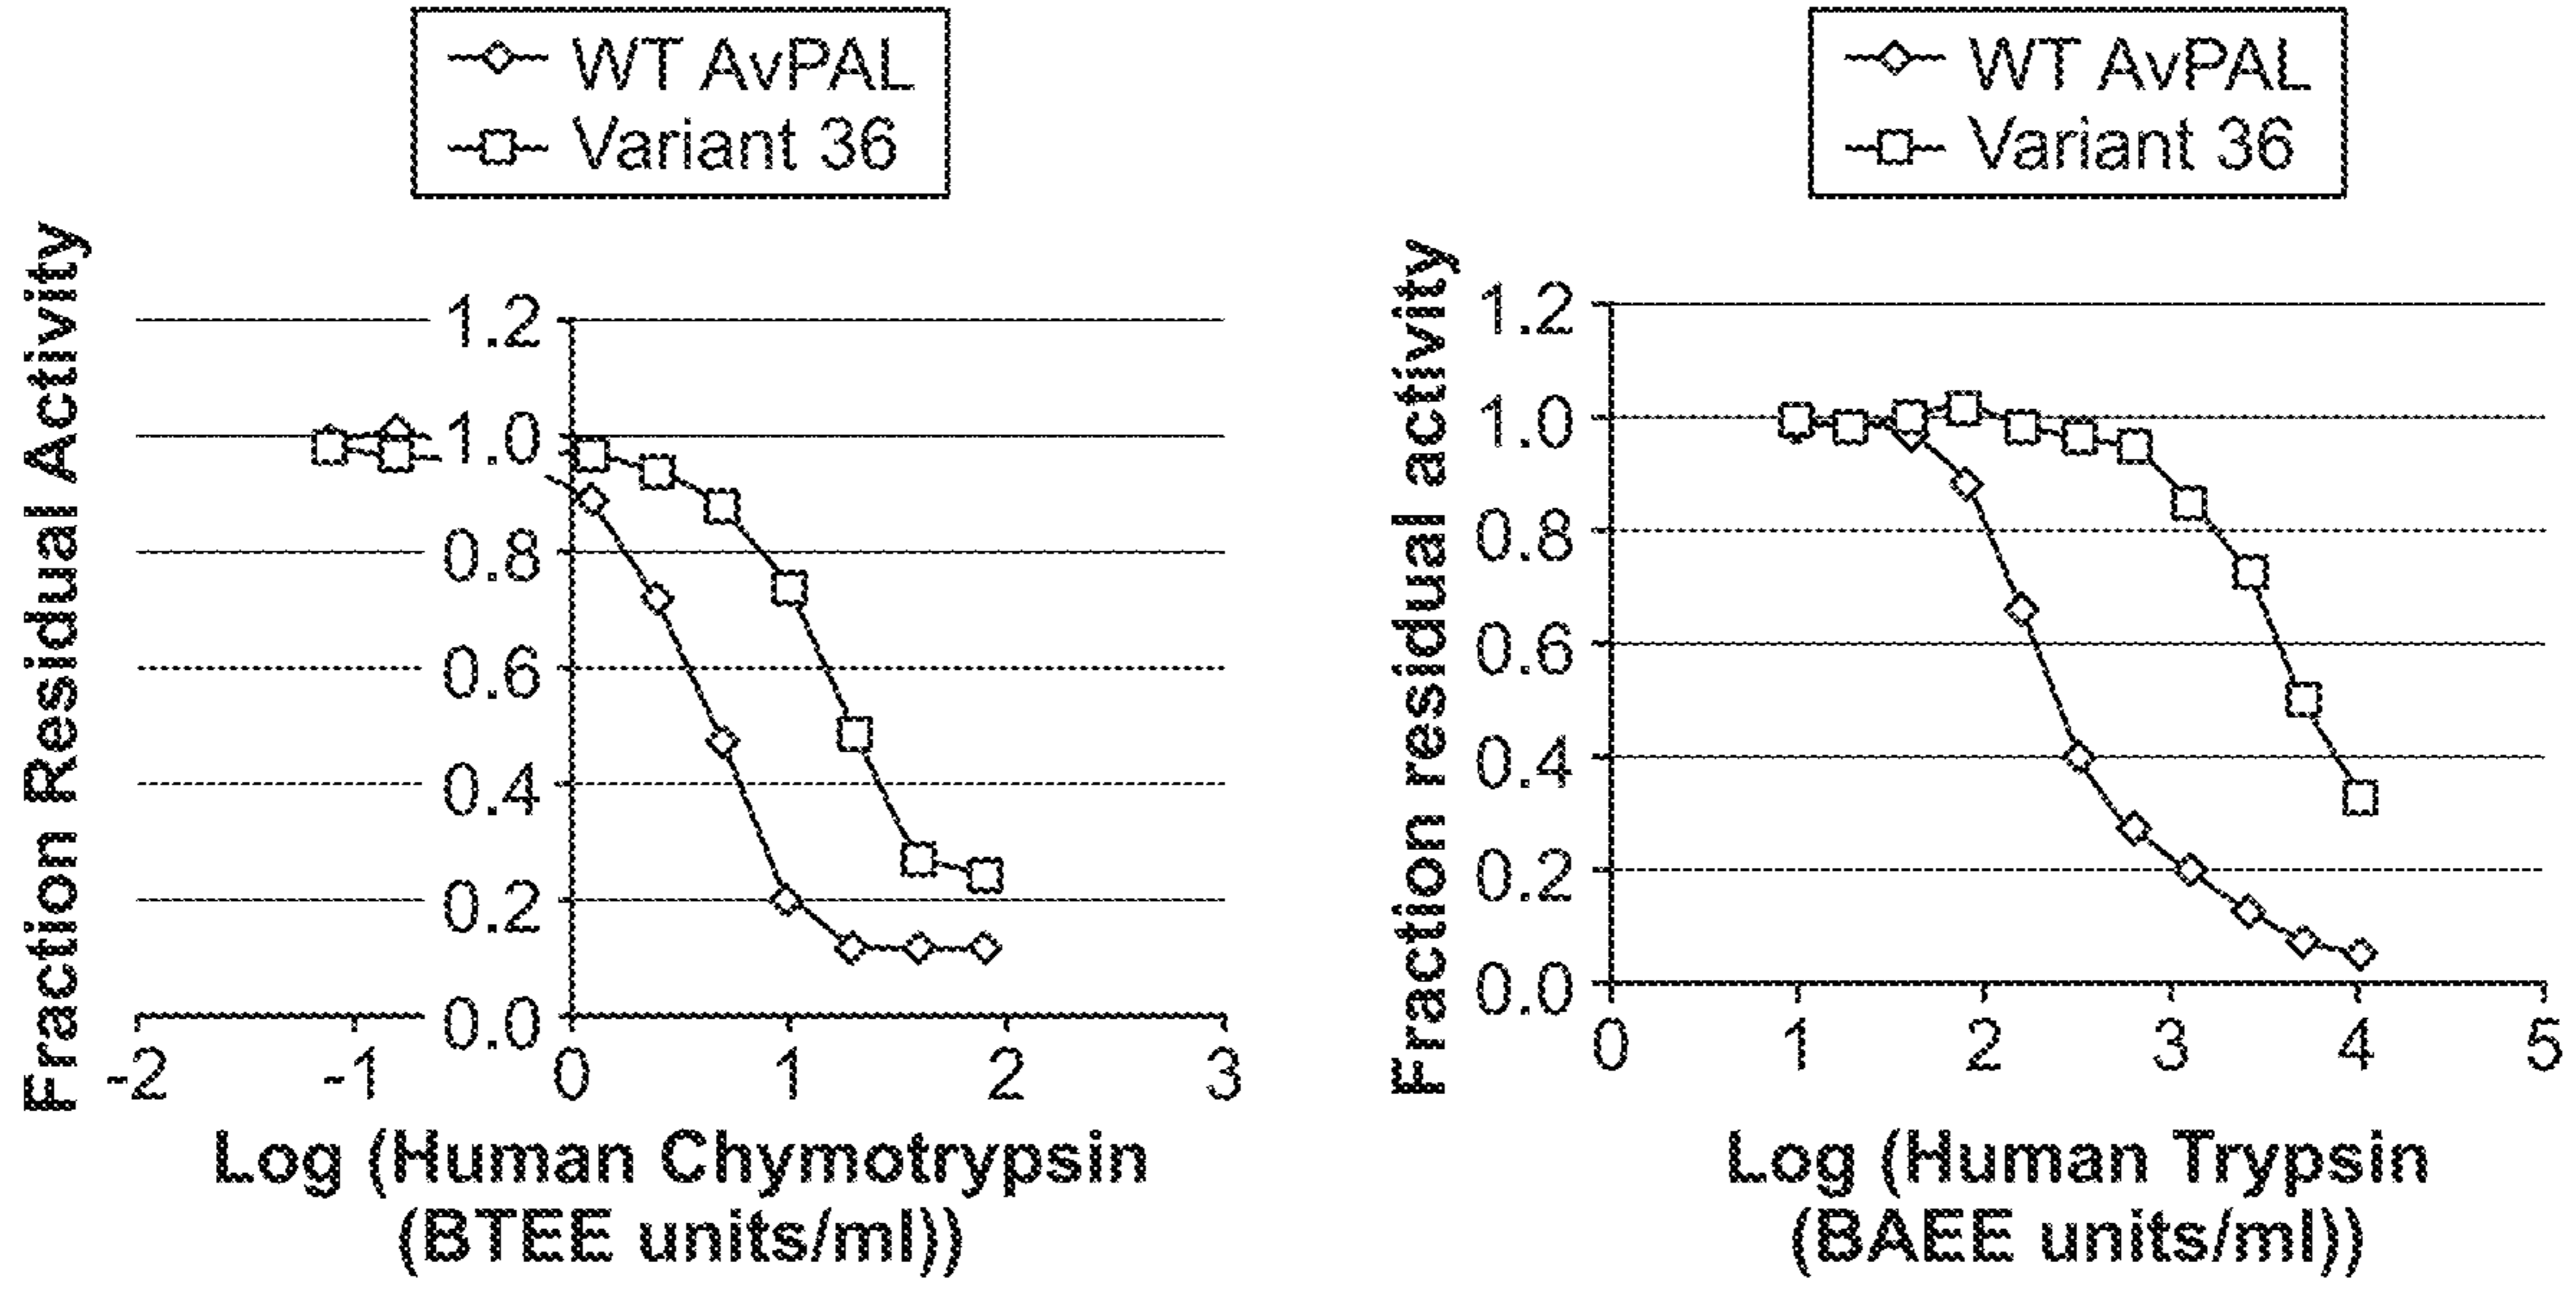 WT AvPAL
Variant 36
Fraction Residual Activity
1.2
1.0
0.8
0.6
0.4
0.2
0.0
-2 -1 0 1 2 3
Log (Human Chymotrypsin
(BTEE units/ml))
WT AvPAL
Variant 36
Fraction residual activity
1.2
1.0
0.8
0.6
0.4
0.2
0.0
0 1 2 3 4 5
Log (Human Trypsin
(BAEE units/ml))